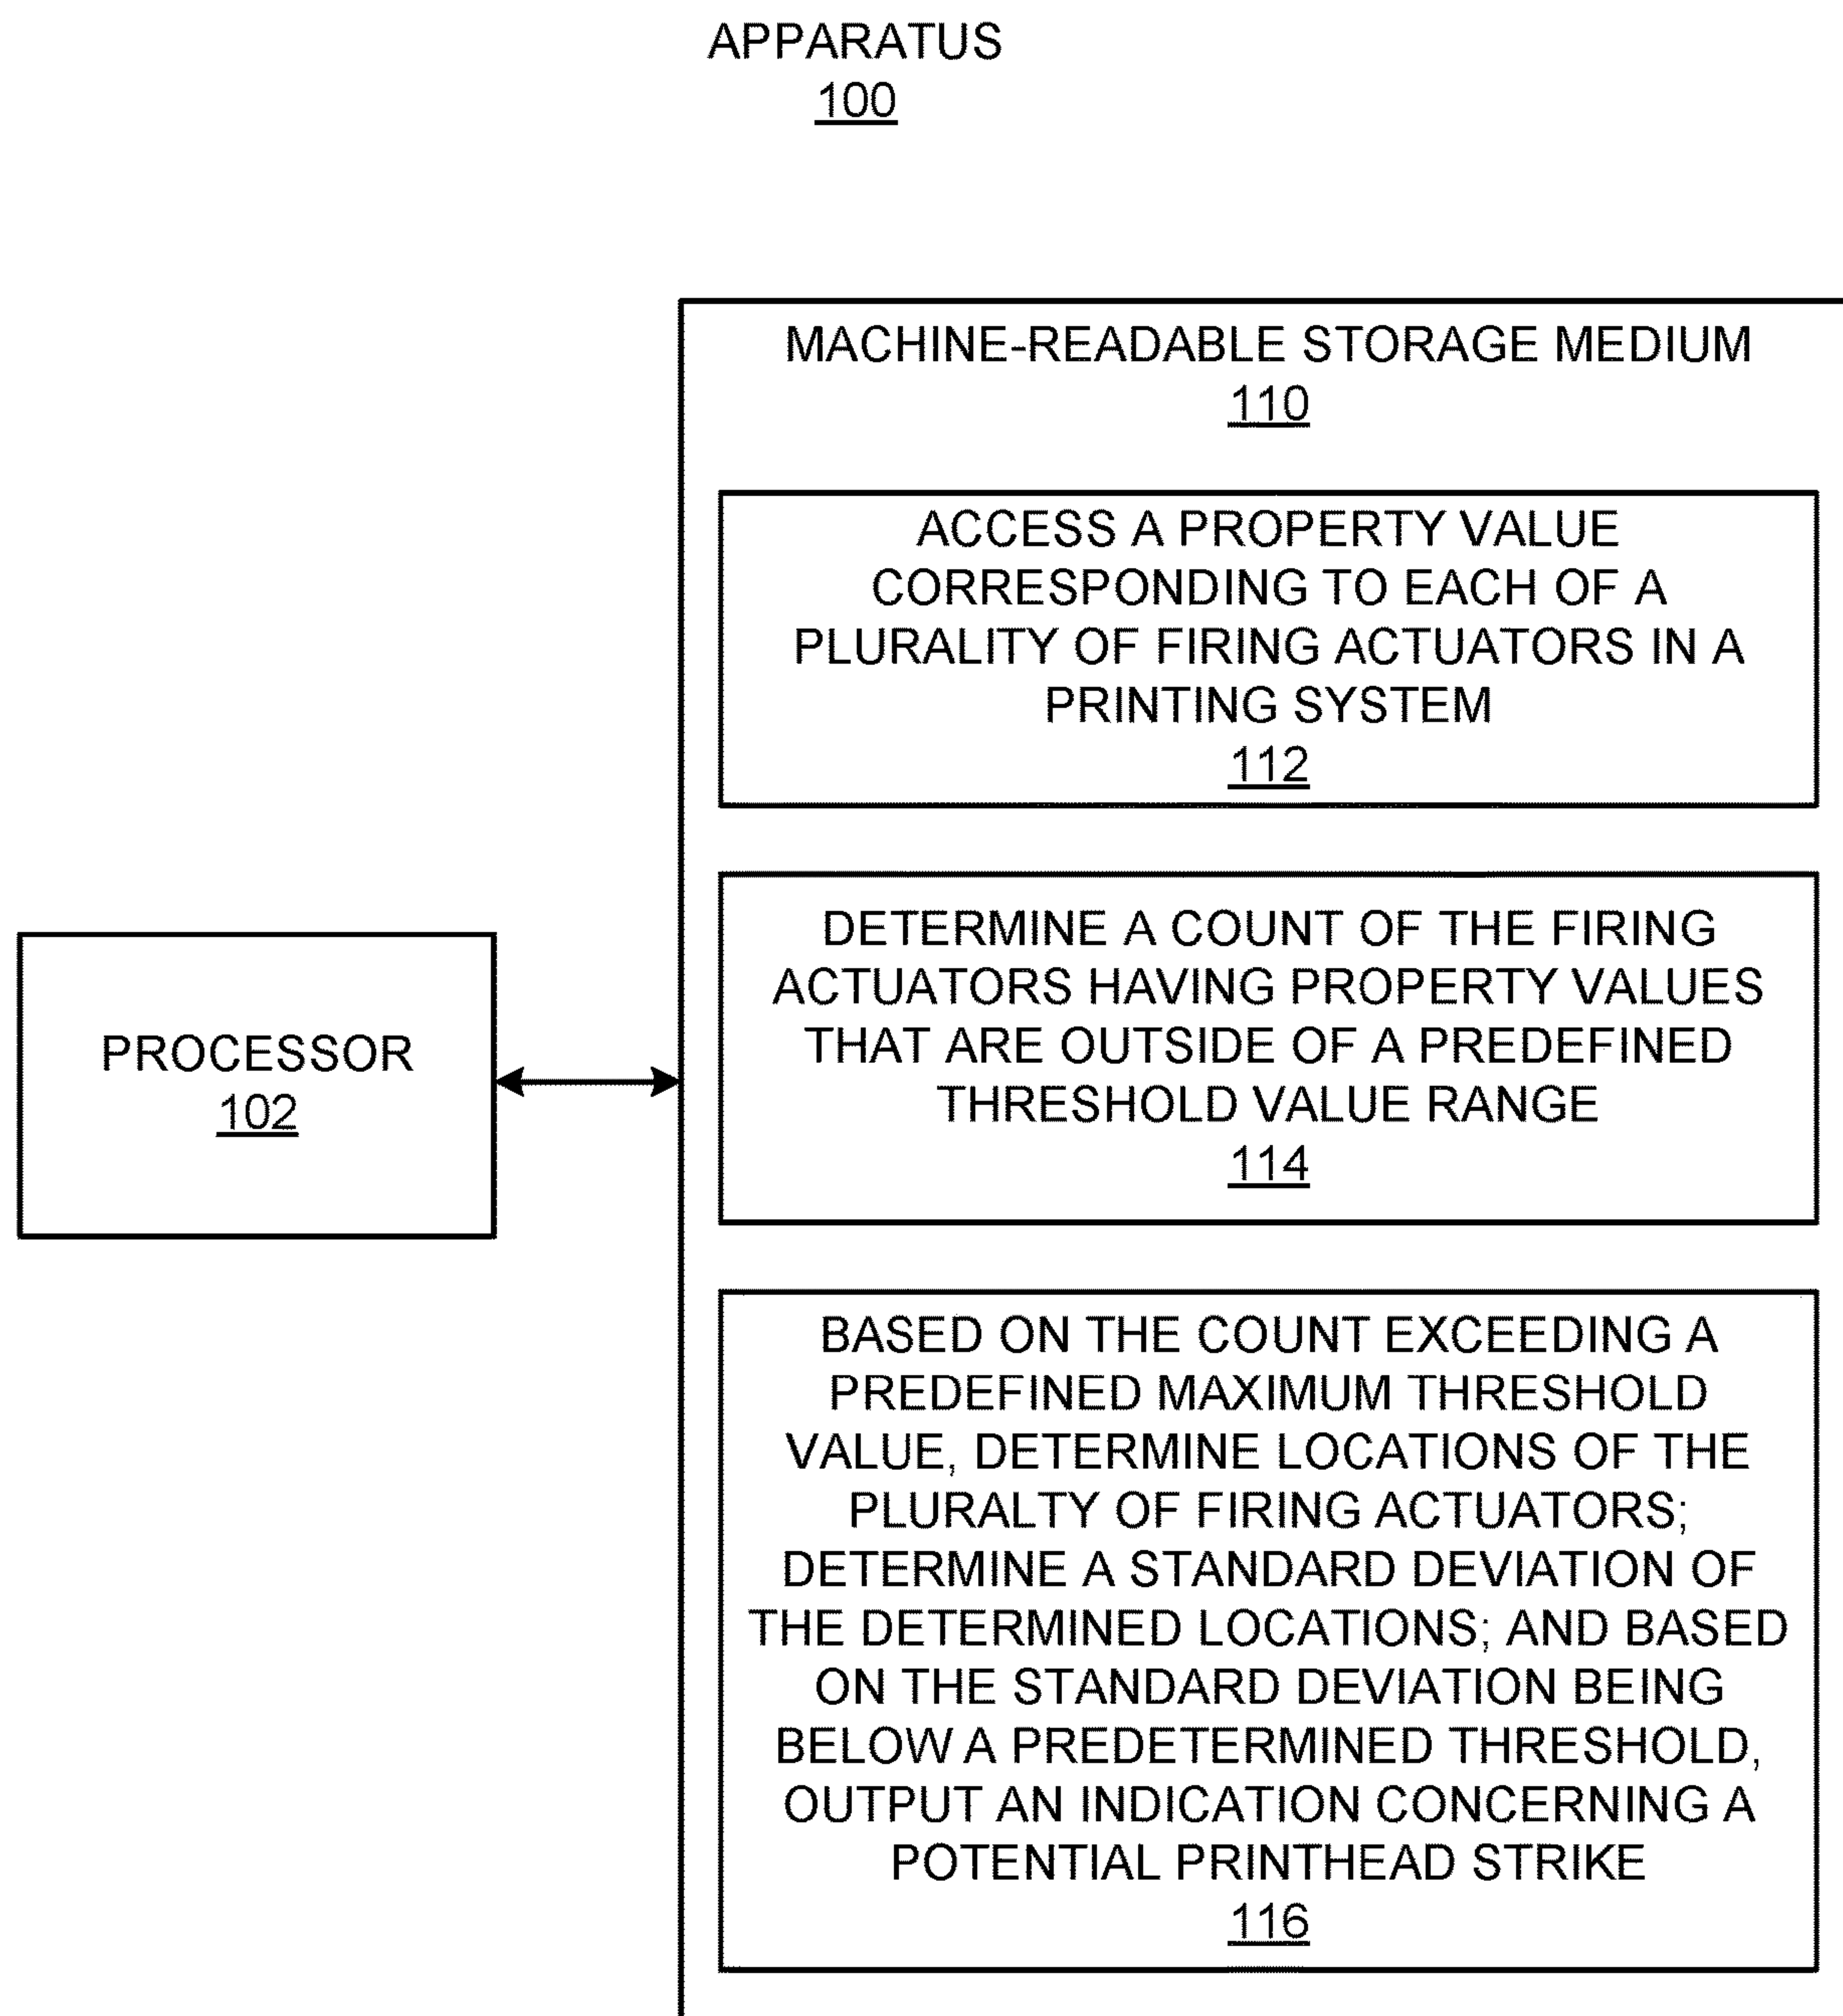 APPARATUS
100
MACHINE-READABLE STORAGE MEDIUM
110
ACCESS A PROPERTY VALUE
CORRESPONDING TO EACH OF A
PLURALITY OF FIRING ACTUATORS IN A
PRINTING SYSTEM
112
DETERMINE A COUNT OF THE FIRING
ACTUATORS HAVING PROPERTY VALUES
THAT ARE OUTSIDE OF A PREDEFINED
THRESHOLD VALUE RANGE
114
PROCESSOR
102
BASED ON THE COUNT EXCEEDING A
PREDEFINED MAXIMUM THRESHOLD
VALUE, DETERMINE LOCATIONS OF THE
PLURALTY OF FIRING ACTUATORS;
DETERMINE A STANDARD DEVIATION OF
THE DETERMINED LOCATIONS; AND BASED
ON THE STANDARD DEVIATION BEING
BELOW A PREDETERMINED THRESHOLD,
OUTPUT AN INDICATION CONCERNING A
POTENTIAL PRINTHEAD STRIKE
116